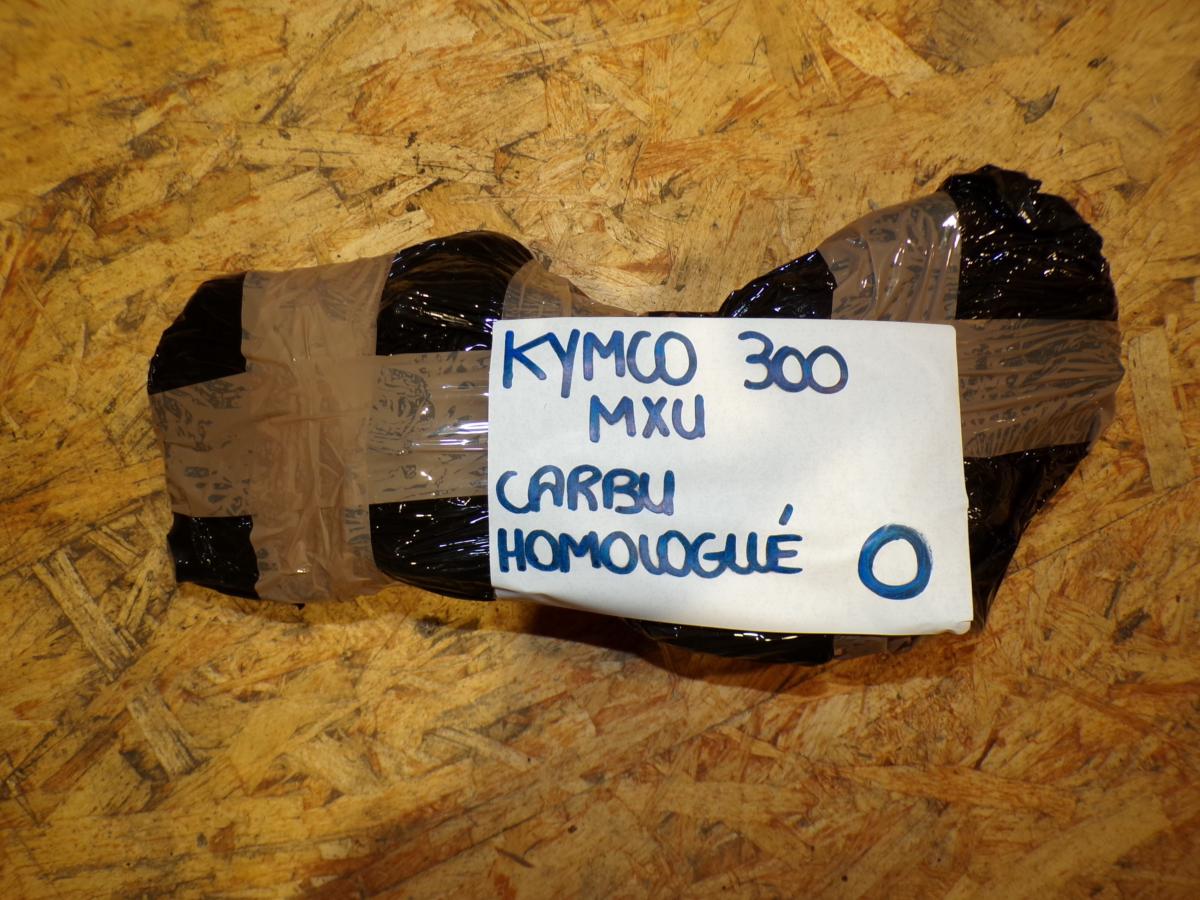 KYMCO 300
MXU
CARBU
HOMOLOGUÉ O